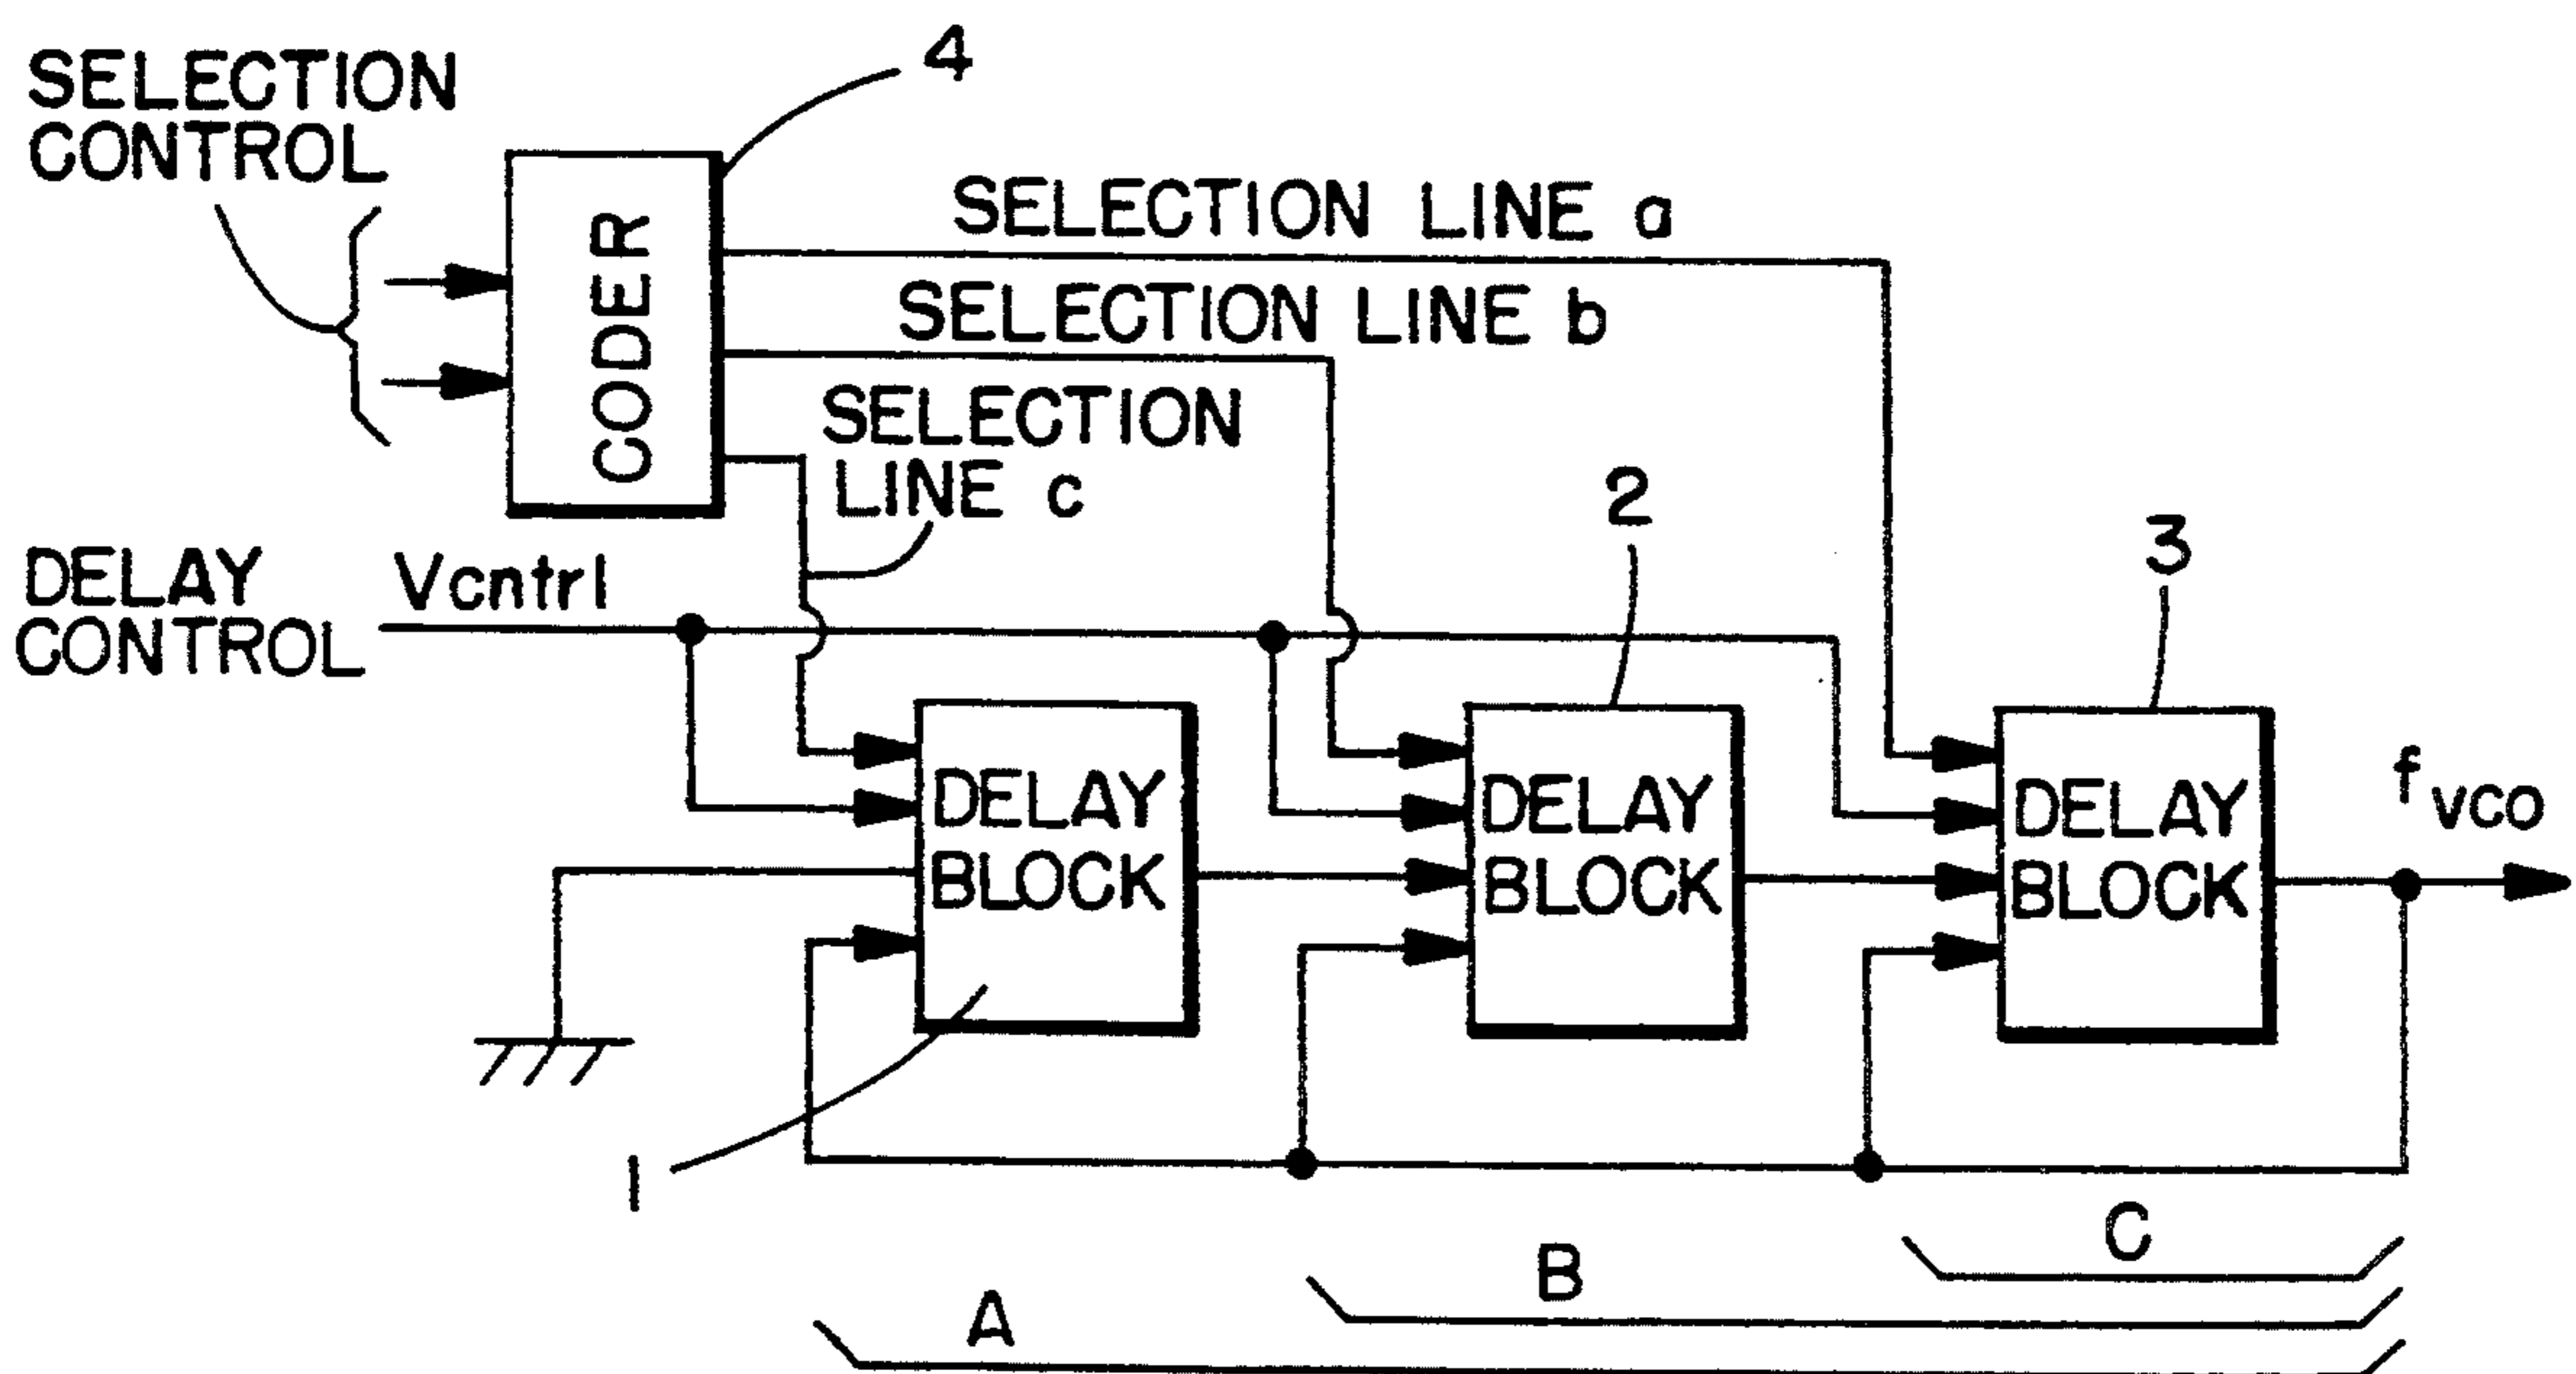 4
SELECTION
CONTROL
CODER
SELECTION LINE a
SELECTION LINE b
SELECTION
LINE c
2
3
DELAY
CONTROL
Vcntrl
DELAY
BLOCK
DELAY
BLOCK
DELAY
BLOCK
f vco
1
C
B
A